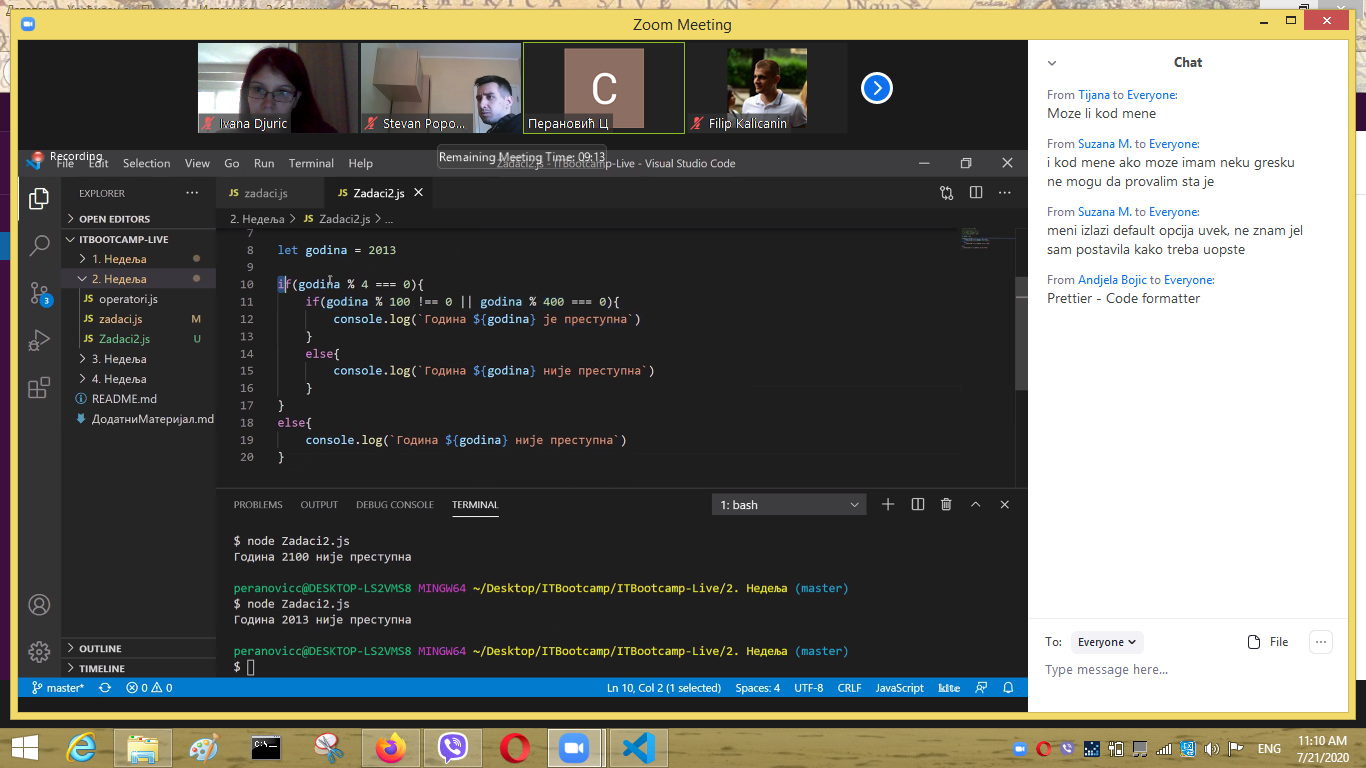 Zoom Meeting
Ivana Djuric
Stevan Popo...
C
Перановић Ц
Filip Kalicanin
Recording
Remaining Meeting Time: 09:13
File Edit Selection View Go Run Terminal Help
Zadaci2.js - ITBootcamp-Live - Visual Studio Code
EXPLORER
OPEN EDITORS
ITBOOTCAMP-LIVE
1. Недеља
2. Недеља
JS operatori.js
JS zadaci.js M
JS Zadaci2.js U
3. Недеља
4. Недеља
README.md
ДодатниМатеријал.md
OUTLINE
TIMELINE
3
JS zadaci.js
JS Zadaci2.js
2. Недеља > JS Zadaci2.js > ...
7
8 let godina = 2013
9
10 if(godina % 4 === 0){
11 if(godina % 100 !== 0 || godina % 400 === 0){
12 console.log(`Година ${godina} је преступна`)
13 }
14 else{
15 console.log(`Година ${godina} није преступна`)
16 }
17 }
18 else{
19 console.log(`Година ${godina} није преступна`)
20 }
PROBLEMS OUTPUT DEBUG CONSOLE TERMINAL
1: bash
$ node Zadaci2.js
Година 2100 није преступна
peranovicc@DESKTOP-LS2VMS8 MINGW64 ~/Desktop/ITBootcamp/ITBootcamp-Live/2. Недеља (master)
$ node Zadaci2.js
Година 2013 није преступна
peranovicc@DESKTOP-LS2VMS8 MINGW64 ~/Desktop/ITBootcamp/ITBootcamp-Live/2. Недеља (master)
$
master* 0 0
Ln 10, Col 2 (1 selected) Spaces: 4 UTF-8 CRLF JavaScript kite
Chat
From Tijana to Everyone:
Moze li kod mene
From Suzana M. to Everyone:
i kod mene ako moze imam neku gresku
ne mogu da provalim sta je
From Suzana M. to Everyone:
meni izlazi default opcija uvek, ne znam jel
sam postavila kako treba uopste
From Andjela Bojic to Everyone:
Prettier - Code formatter
To: Everyone File
Type message here...
ENG
11:10 AM
7/21/2020